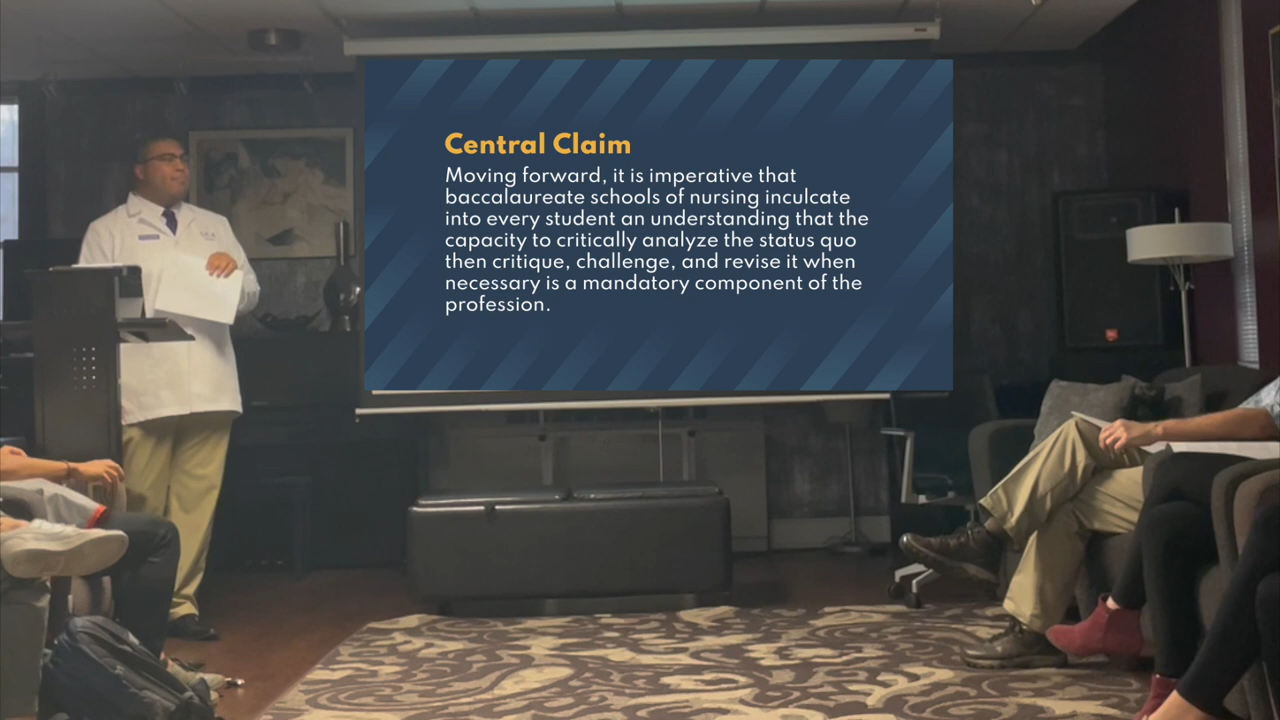 Central Claim
Moving forward, it is imperative that
baccalaureate schools of nursing inculcate
into every student an understanding that the
capacity to critically analyze the status quo
then critique, challenge, and revise it when
necessary is a mandatory component of the
profession.